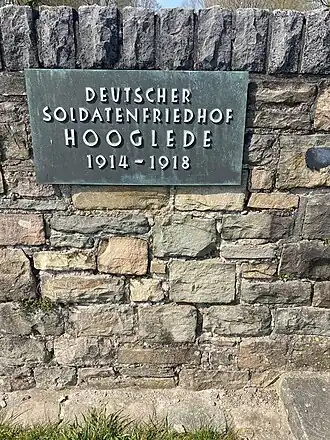 DEUTSCHER
SOLDATENFRIEDHOF
HOOGLEDE
1914-1918